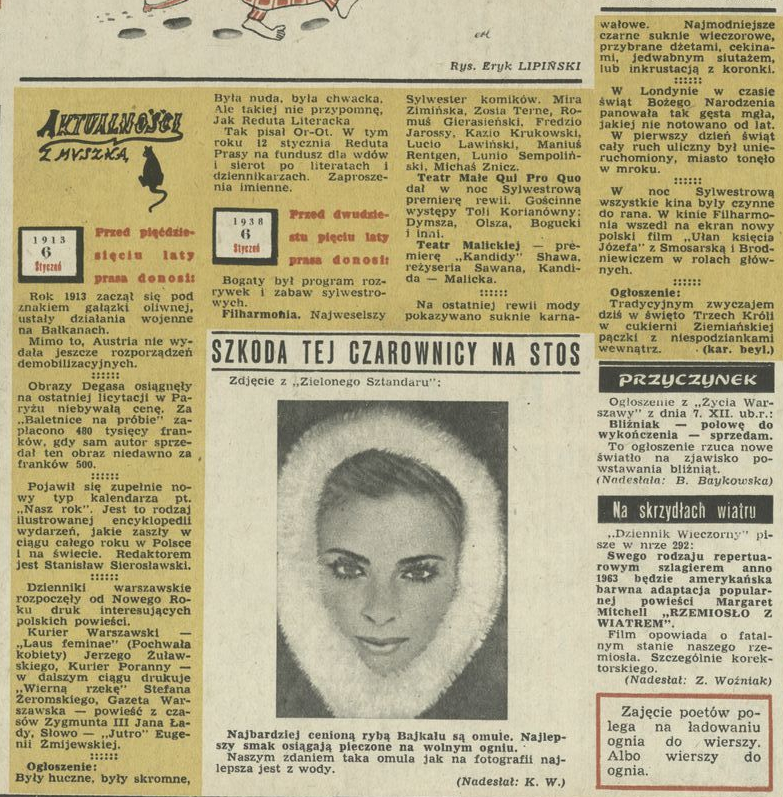 Rys. Eryk LIPIŃSKI
AKTUALNOŚCI
Z MYSZKĄ
1913
6
Styczeń
Przed pięćdzie-
sięciu laty
prasa donosi:
Rok 1913 zaczął się pod
znakiem gałązki oliwnej,
ustały działania wojenne
na Bałkanach.
Mimo to, Austria nie wy-
dała jeszcze rozporządzeń
demobilizacyjnych.
::::::
Obrazy Degasa osiągnęły
na ostatniej licytacji w Pa-
ryżu niebywałą cenę. Za
„Baletnice na próbie” za-
płacono 480 tysięcy fran-
ków, gdy sam autor sprze-
dał ten obraz niedawno za
franków 500.
::::::
Pojawił się zupełnie no-
wy typ kalendarza pt.
„Nasz rok”. Jest to rodzaj
ilustrowanej encyklopedii
wydarzeń, jakie zaszły w
ciągu całego roku w Polsce
i na świecie. Redaktorem
jest Stanisław Sierosławski.
::::::
Dzienniki warszawskie
rozpoczęły od Nowego Ro-
ku druk interesujących
polskich powieści.
Kurier Warszawski —
„Laus feminae” (Pochwała
kobiety) Jerzego Żuław-
skiego, Kurier Poranny —
w dalszym ciągu drukuje
„Wierną rzekę” Stefana
Żeromskiego, Gazeta War-
szawska — powieść z cza-
sów Zygmunta III Jana Ła-
dy, Słowo — „Jutro” Euge-
nii Żmijewskiej.
::::::
Ogłoszenie:
Były huczne, były skromne,
Była nuda, była chwacka,
Ale takiej nie przypomnę,
Jak Reduta Literacka
Tak pisał Or-Ot. W tym
roku 12 stycznia Reduta
Prasy na fundusz dla wdów
i sierot po literatach i
dziennikarzach. Zaprosze-
nia imienne.
1938
6
Styczeń
Przed dwudzie-
stu pięciu laty
prasa donosi:
Bogaty był program roz-
rywek i zabaw sylwestro-
wych.
Filharmonia. Najweselszy
Sylwester komików. Mira
Zimińska, Zosia Terne, Ro-
muś Gierasieński, Fredzio
Jarossy, Kazio Krukowski,
Lucio Lawiński, Maniuś
Rentgen, Lunio Sempoliń-
ski, Michaś Znicz.
Teatr Małe Qui Pro Quo
dał w noc Sylwestrową
premierę rewii. Gościnne
występy Toli Korianówny;
Dymsza, Olsza, Bogucki
i inni.
Teatr Malickiej — pre-
mierę „Kandydy” Shawa,
reżyseria Sawana, Kandi-
da — Malicka.
::::::
Na ostatniej rewii mody
pokazywano suknie karna-
wałowe. Najmodniejsze
czarne suknie wieczorowe,
przybrane dżetami, cekina-
mi, jedwabnym siutażem,
lub inkrustacją z koronki.
::::::
W Londynie w czasie
świąt Bożego Narodzenia
panowała tak gęsta mgła,
jakiej nie notowano od lat.
W pierwszy dzień świąt
cały ruch uliczny był unie-
ruchomiony, miasto tonęło
w mroku.
::::::
W noc Sylwestrową
wszystkie kina były czynne
do rana. W kinie Filharmo-
nia wszedł na ekran nowy
polski film „Ułan księcia
Józefa” z Smosarską i Brod-
niewiczem w rolach głów-
nych.
::::::
Ogłoszenie:
Tradycyjnym zwyczajem
dziś w święto Trzech Króli
w cukierni Ziemiańskiej
pączki z niespodziankami
wewnątrz. (kar. beyl.)
SZKODA TEJ CZAROWNICY NA STOS
Zdjęcie z „Zielonego Sztandaru”:
Najbardziej cenioną rybą Bajkału są omule. Najlep-
szy smak osiągają pieczone na wolnym ogniu.
Naszym zdaniem taka omula jak na fotografii naj-
lepsza jest z wody.
(Nadesłał: K. W.)
PRZYCZYNEK
Ogłoszenie z „Życia War-
szawy” z dnia 7. XII. ub.r.:
Bliźniak — połowę do
wykończenia — sprzedam.
To ogłoszenie rzuca nowe
światło na zjawisko po-
wstawania bliźniąt.
(Nadesłała: B. Baykowska)
Na skrzydłach wiatru
„Dziennik Wieczorny” pi-
sze w nrze 292:
Swego rodzaju repertua-
rowym szlagierem anno
1963 będzie amerykańska
barwna adaptacja popular-
nej powieści Margaret
Mitchell „RZEMIOSŁO Z
WIATREM”.
Film opowiada o fatal-
nym stanie naszego rze-
miosła. Szczególnie korek-
torskiego.
(Nadesłał: Z. Woźniak)
Zajęcie poetów po-
lega na ładowaniu
ognia do wierszy.
Albo wierszy do
ognia.